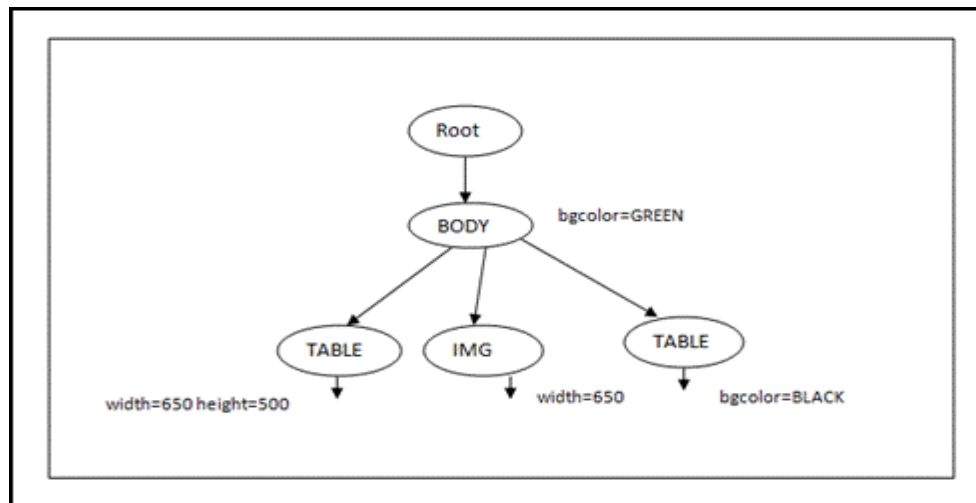 Root
BODY
bgcolor=GREEN
TABLE
IMG
TABLE
width=650 height=500
width=650
bgcolor=BLACK